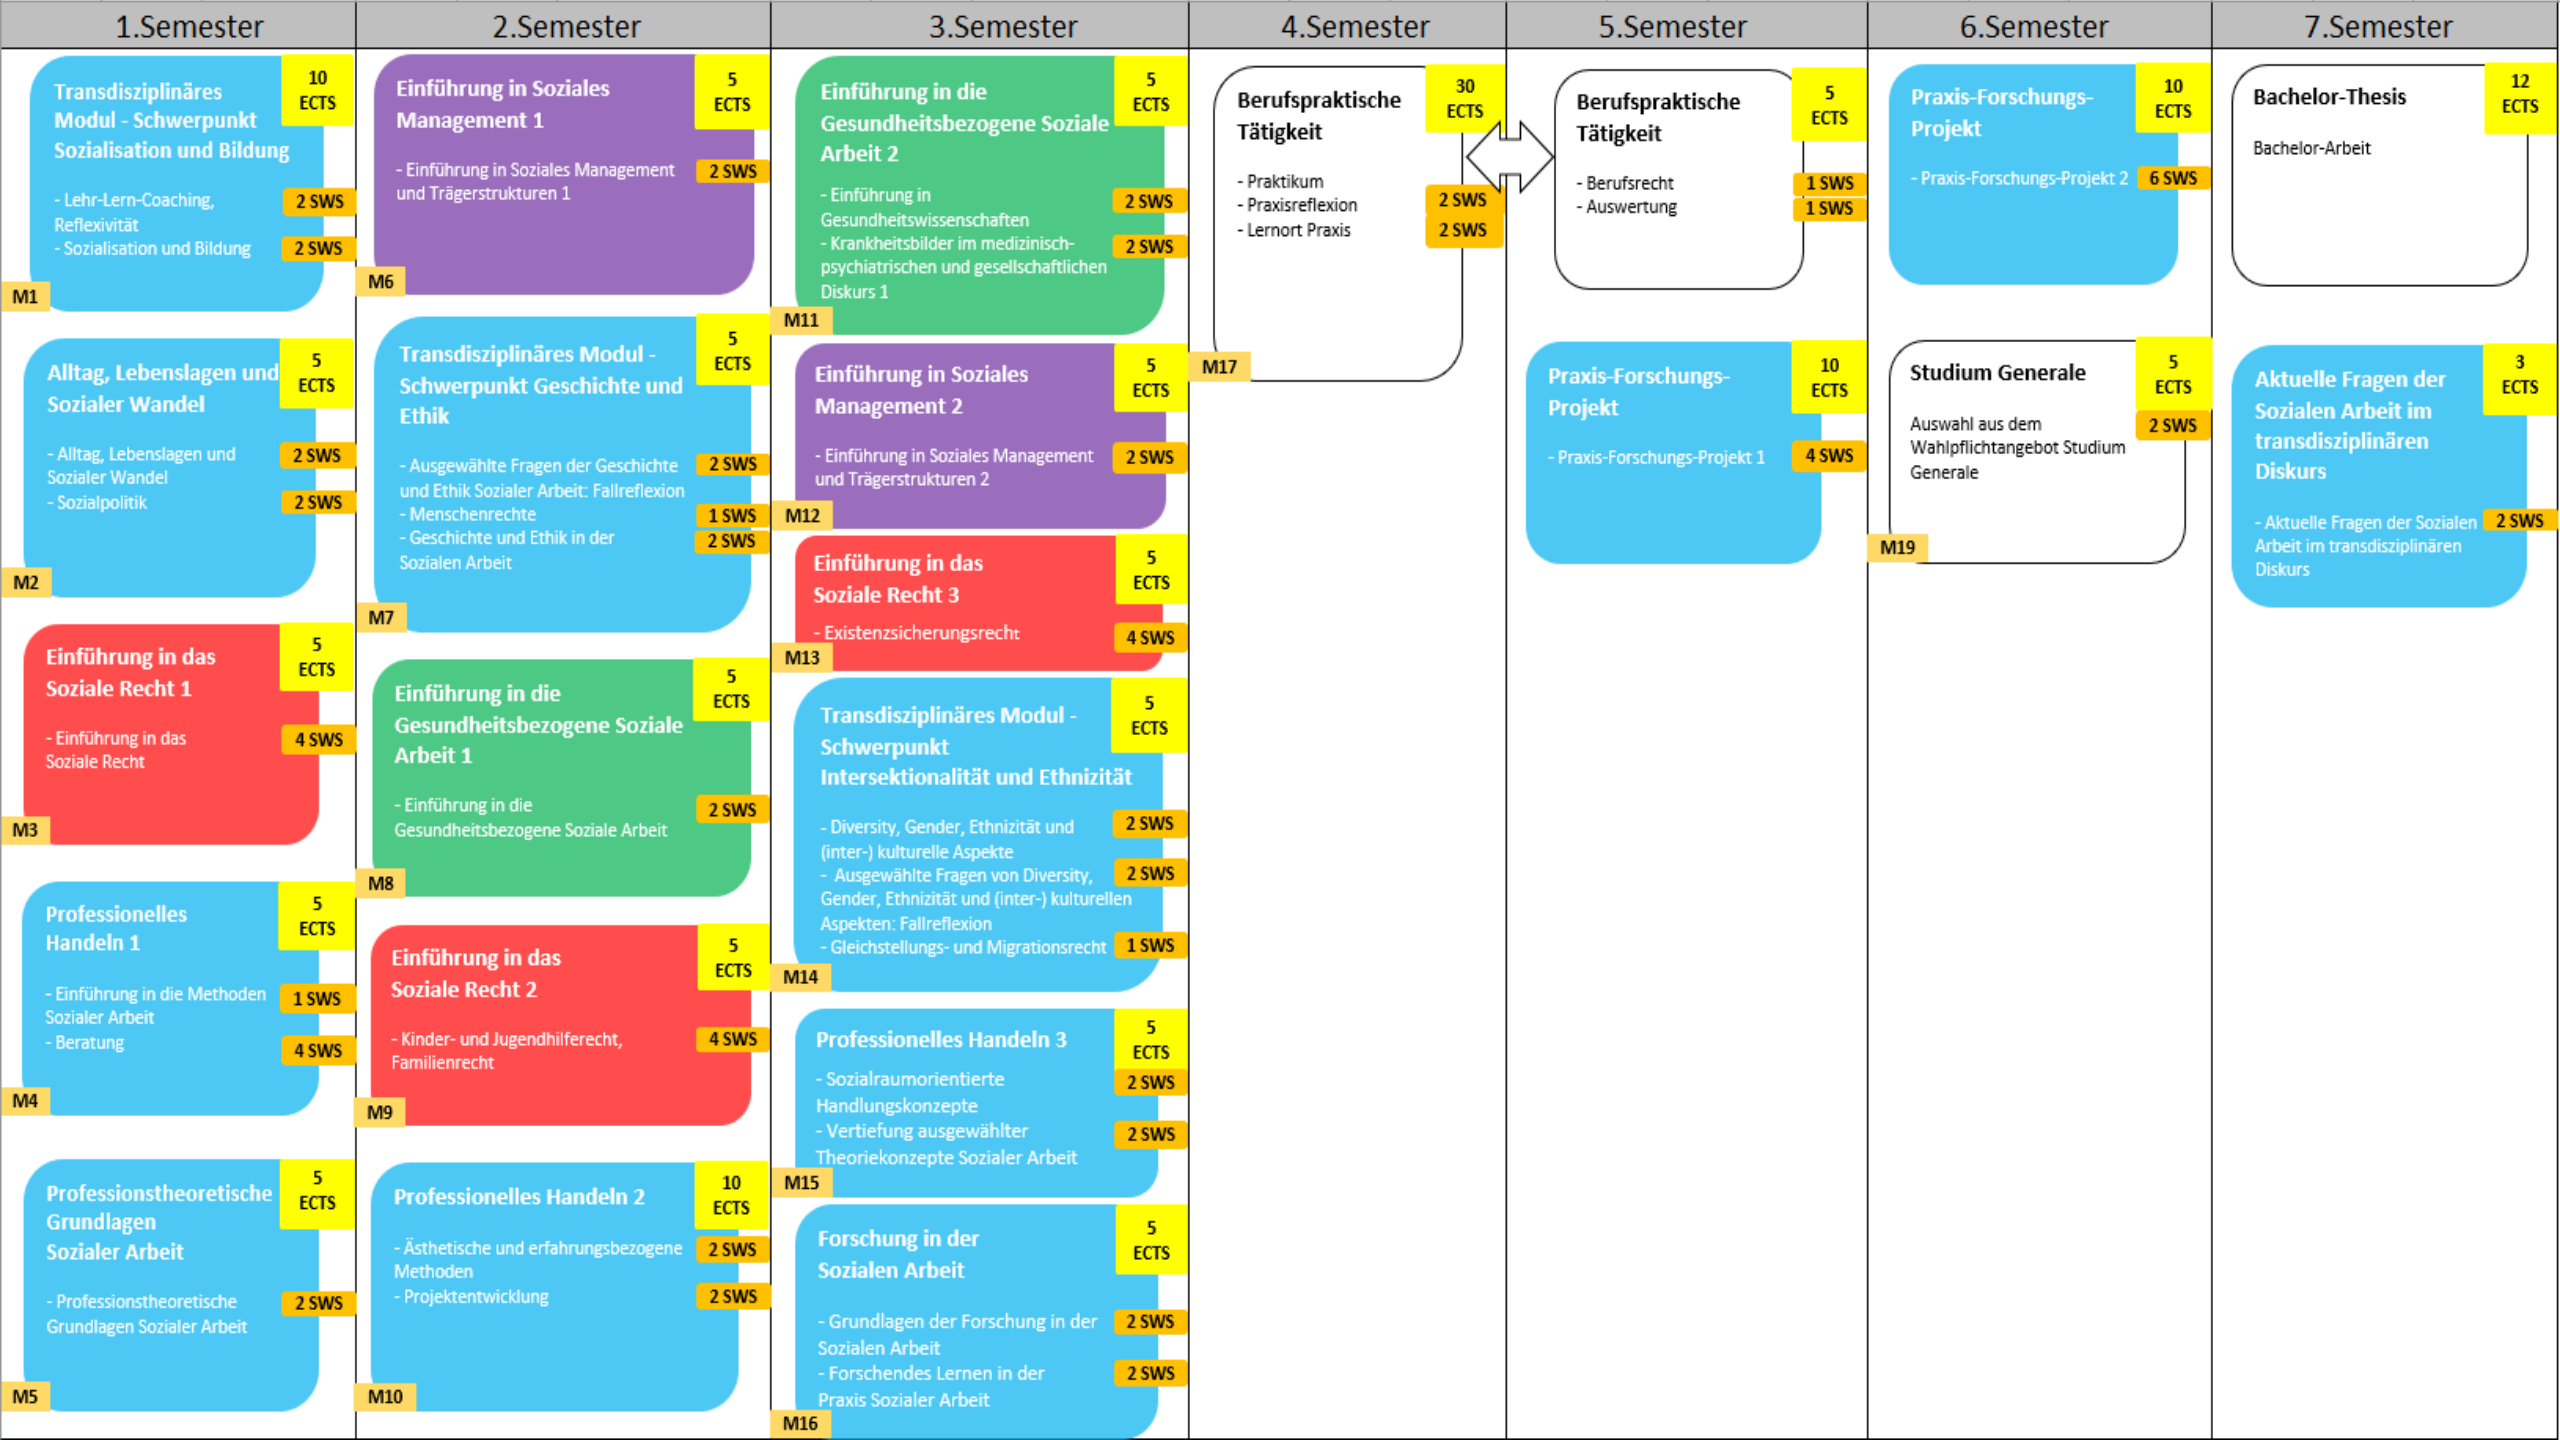 1.Semester
2.Semester
3.Semester
4.Semester
5.Semester
6.Semester
7.Semester
Transdisziplinäres
Modul - Schwerpunkt
Sozialisation und Bildung
10
ECTS
- Lehr-Lern-Coaching,
Reflexivität
2 SWS
- Sozialisation und Bildung
2 SWS
M1
Alltag, Lebenslagen und
Sozialer Wandel
5
ECTS
- Alltag, Lebenslagen und
Sozialer Wandel
2 SWS
- Sozialpolitik
2 SWS
M2
Einführung in das
Soziale Recht 1
5
ECTS
- Einführung in das
Soziale Recht
4 SWS
M3
Professionelles
Handeln 1
5
ECTS
- Einführung in die Methoden
Sozialer Arbeit
1 SWS
- Beratung
4 SWS
M4
Professionstheoretische
Grundlagen
Sozialer Arbeit
5
ECTS
- Professionstheoretische
Grundlagen Sozialer Arbeit
2 SWS
M5
Einführung in Soziales
Management 1
5
ECTS
- Einführung in Soziales Management
und Trägerstrukturen 1
2 SWS
M6
Transdisziplinäres Modul -
Schwerpunkt Geschichte und
Ethik
5
ECTS
- Ausgewählte Fragen der Geschichte
und Ethik Sozialer Arbeit: Fallreflexion
2 SWS
- Menschenrechte
1 SWS
- Geschichte und Ethik in der
Sozialen Arbeit
2 SWS
M7
Einführung in die
Gesundheitsbezogene Soziale
Arbeit 1
5
ECTS
- Einführung in die
Gesundheitsbezogene Soziale Arbeit
2 SWS
M8
Einführung in das
Soziale Recht 2
5
ECTS
- Kinder- und Jugendhilferecht,
Familienrecht
4 SWS
M9
Professionelles Handeln 2
10
ECTS
- Ästhetische und erfahrungsbezogene
Methoden
2 SWS
- Projektentwicklung
2 SWS
M10
Einführung in die
Gesundheitsbezogene Soziale
Arbeit 2
5
ECTS
- Einführung in
Gesundheitswissenschaften
2 SWS
- Krankheitsbilder im medizinisch-
psychiatrischen und gesellschaftlichen
Diskurs 1
2 SWS
M11
Einführung in Soziales
Management 2
5
ECTS
- Einführung in Soziales Management
und Trägerstrukturen 2
2 SWS
M12
Einführung in das
Soziale Recht 3
5
ECTS
- Existenzsicherungsrecht
4 SWS
M13
Transdisziplinäres Modul -
Schwerpunkt
Intersektionalität und Ethnizität
5
ECTS
- Diversity, Gender, Ethnizität und
(inter-) kulturelle Aspekte
2 SWS
- Ausgewählte Fragen von Diversity,
Gender, Ethnizität und (inter-) kulturellen
Aspekten: Fallreflexion
2 SWS
- Gleichstellungs- und Migrationsrecht
1 SWS
M14
Professionelles Handeln 3
5
ECTS
- Sozialraumorientierte
Handlungskonzepte
2 SWS
- Vertiefung ausgewählter
Theoriekonzepte Sozialer Arbeit
2 SWS
M15
Forschung in der
Sozialen Arbeit
5
ECTS
- Grundlagen der Forschung in der
Sozialen Arbeit
2 SWS
- Forschendes Lernen in der
Praxis Sozialer Arbeit
2 SWS
M16
Berufspraktische
Tätigkeit
30
ECTS
- Praktikum
- Praxisreflexion
2 SWS
- Lernort Praxis
2 SWS
M17
Berufspraktische
Tätigkeit
5
ECTS
- Berufsrecht
1 SWS
- Auswertung
1 SWS
Praxis-Forschungs-
Projekt
10
ECTS
- Praxis-Forschungs-Projekt 1
4 SWS
Praxis-Forschungs-
Projekt
10
ECTS
- Praxis-Forschungs-Projekt 2
6 SWS
Studium Generale
5
ECTS
2 SWS
Auswahl aus dem
Wahlpflichtangebot Studium
Generale
M19
Bachelor-Thesis
12
ECTS
Bachelor-Arbeit
Aktuelle Fragen der
Sozialen Arbeit im
transdisziplinären
Diskurs
3
ECTS
- Aktuelle Fragen der Sozialen
Arbeit im transdisziplinären
Diskurs
2 SWS